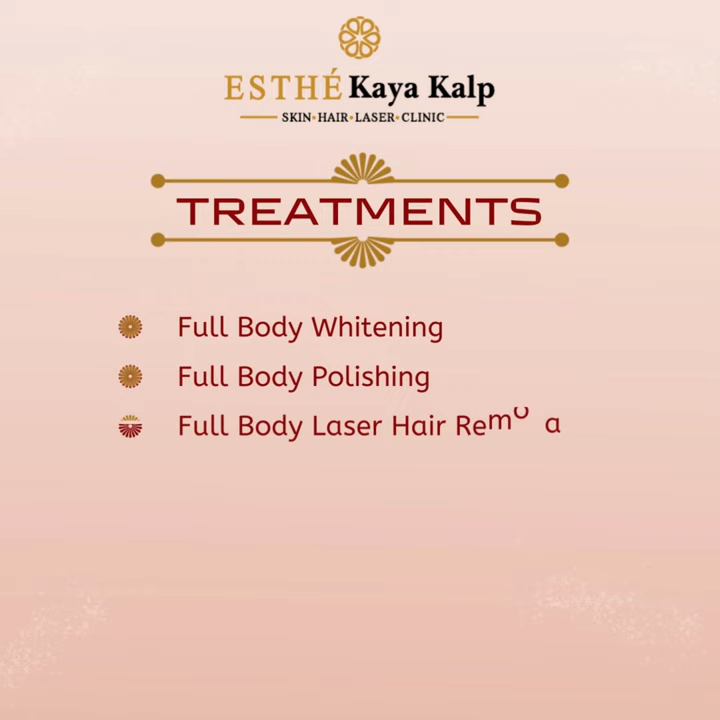 ESTHÉ Kaya Kalp
SKIN•HAIR•LASER•CLINIC
TREATMENTS
Full Body Whitening
Full Body Polishing
Full Body Laser Hair